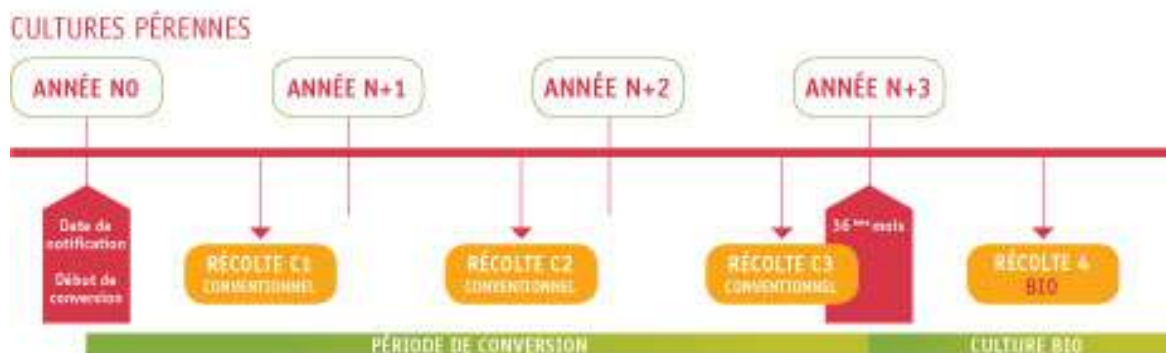 CULTURES PÉRENNES
ANNÉE N0
ANNÉE N+1
ANNÉE N+2
ANNÉE N+3
Date de
notification
Début de
conversion
RÉCOLTE C1
CONVENTIONNEL
RÉCOLTE C2
CONVENTIONNEL
RÉCOLTE C3
CONVENTIONNEL
36ème mois
RÉCOLTE 4
BIO
PÉRIODE DE CONVERSION
CULTURE BIO